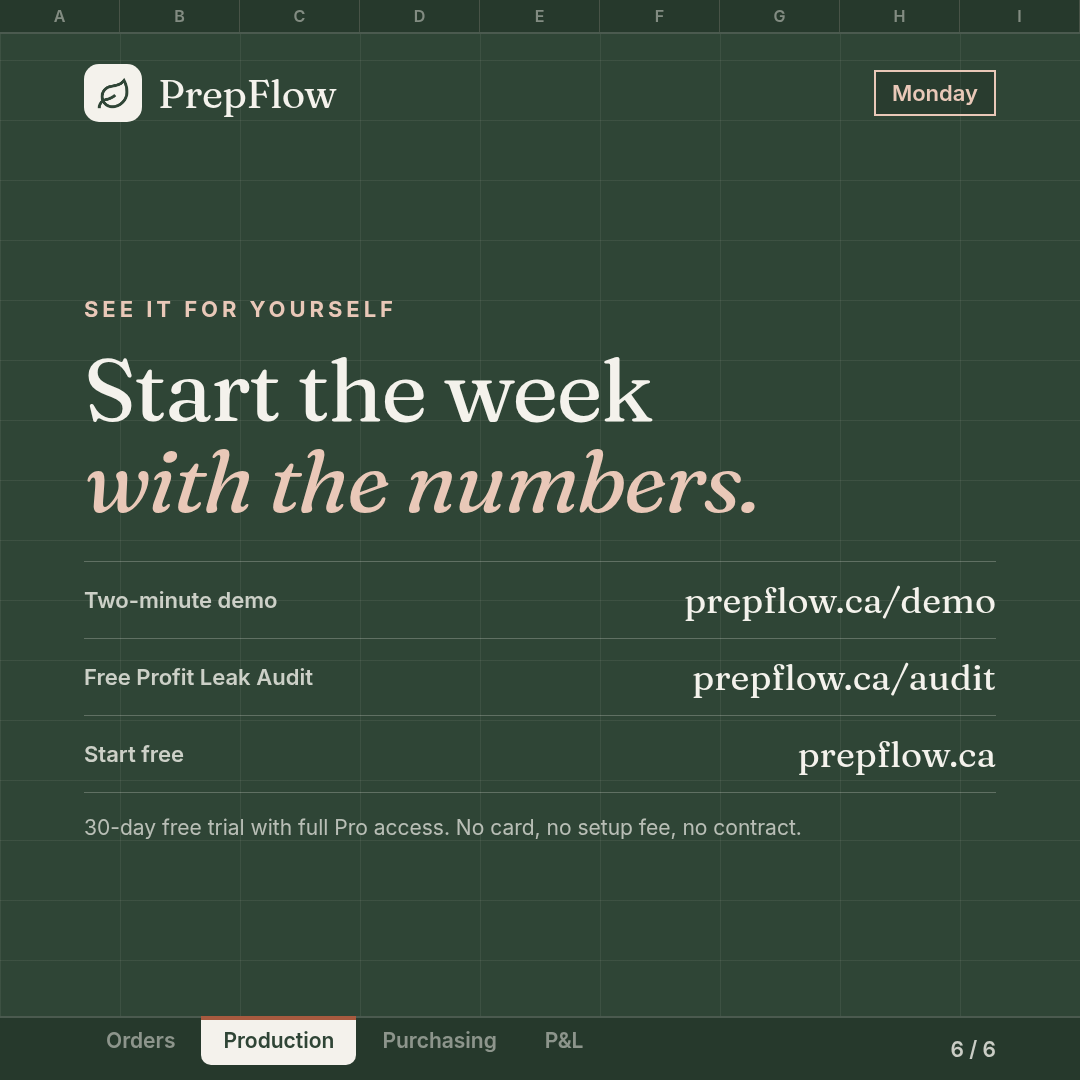 A B C D E F G H I
PrepFlow
Monday
SEE IT FOR YOURSELF
Start the week
with the numbers.
Two-minute demo
prepflow.ca/demo
Free Profit Leak Audit
prepflow.ca/audit
Start free
prepflow.ca
30-day free trial with full Pro access. No card, no setup fee, no contract.
Orders Production Purchasing P&L
6 / 6